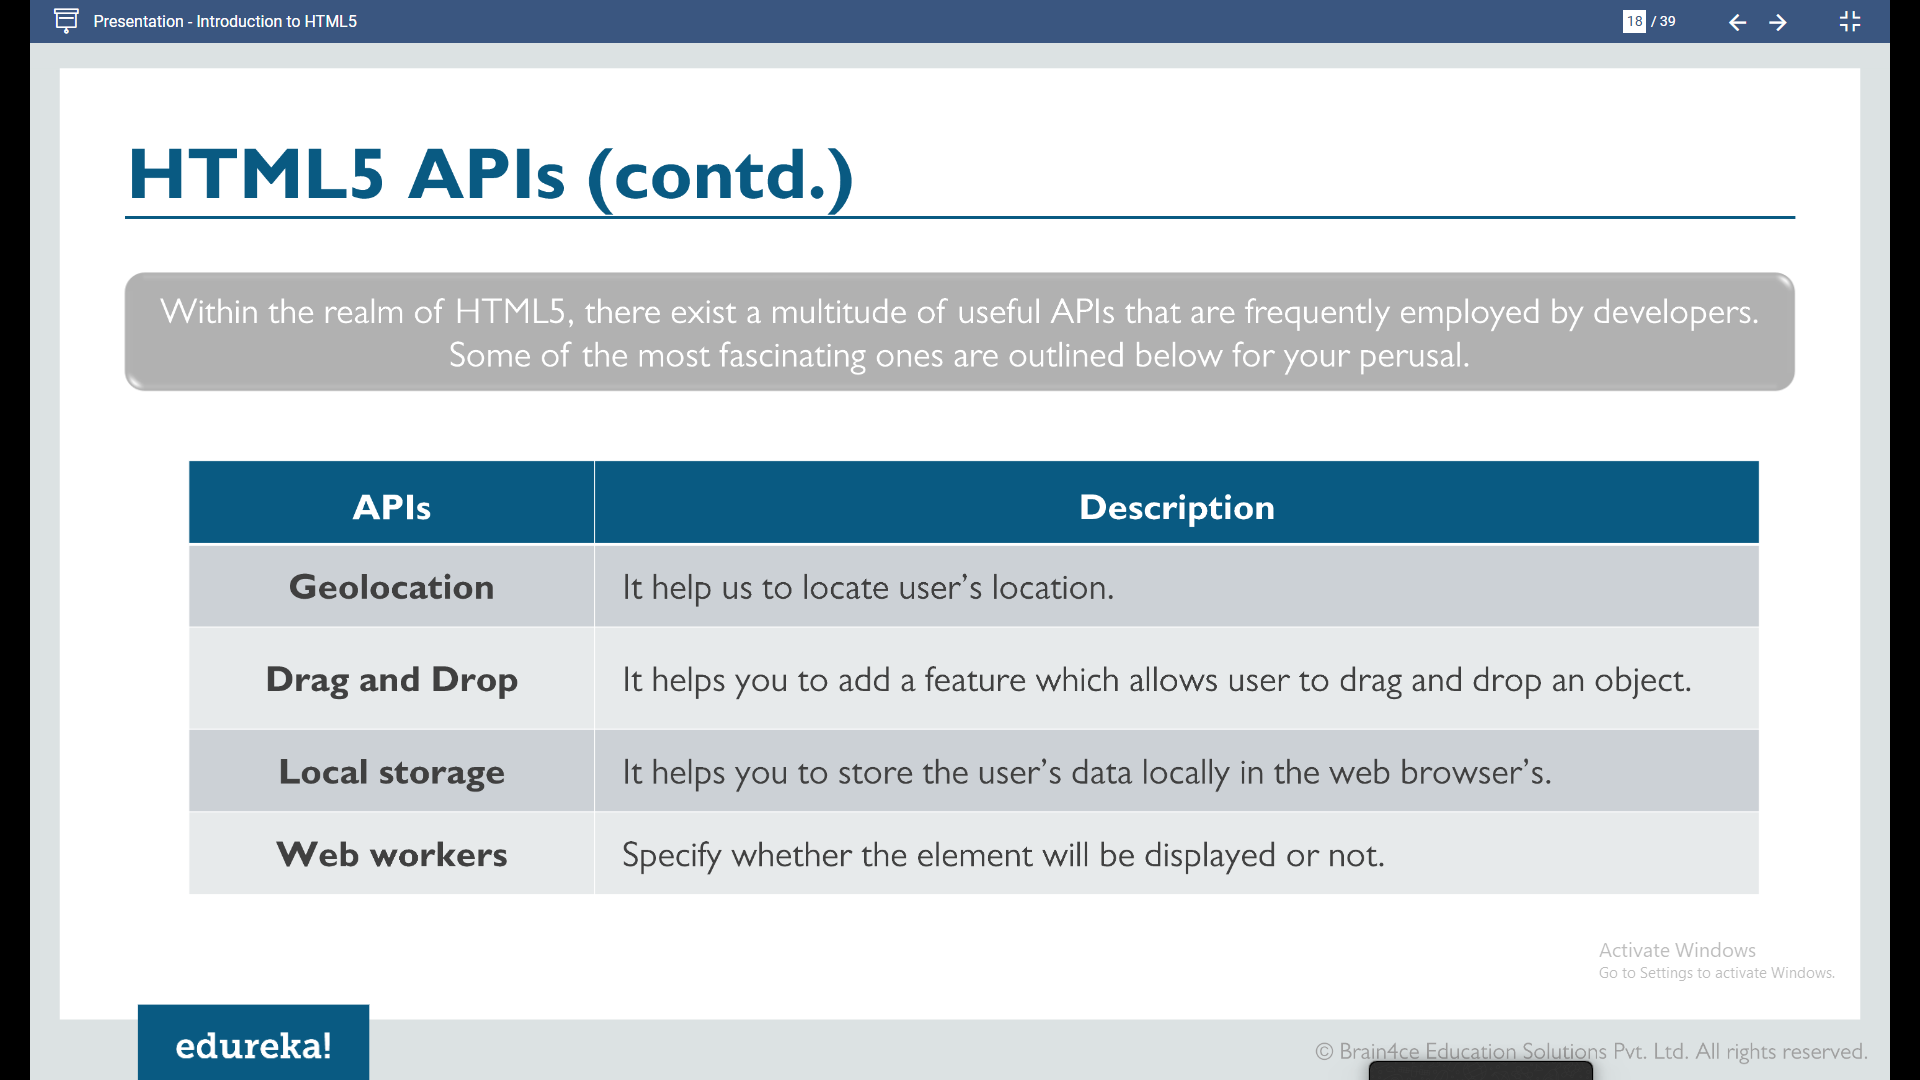 Presentation - Introduction to HTML5
18 / 39
HTML5 APIs (contd.)
Within the realm of HTML5, there exist a multitude of useful APIs that are frequently employed by developers.
Some of the most fascinating ones are outlined below for your perusal.
APIs Description
Geolocation It help us to locate user’s location.
Drag and Drop It helps you to add a feature which allows user to drag and drop an object.
Local storage It helps you to store the user’s data locally in the web browser’s.
Web workers Specify whether the element will be displayed or not.
Activate Windows
Go to Settings to activate Windows.
edureka!
© Brain4ce Education Solutions Pvt. Ltd. All rights reserved.